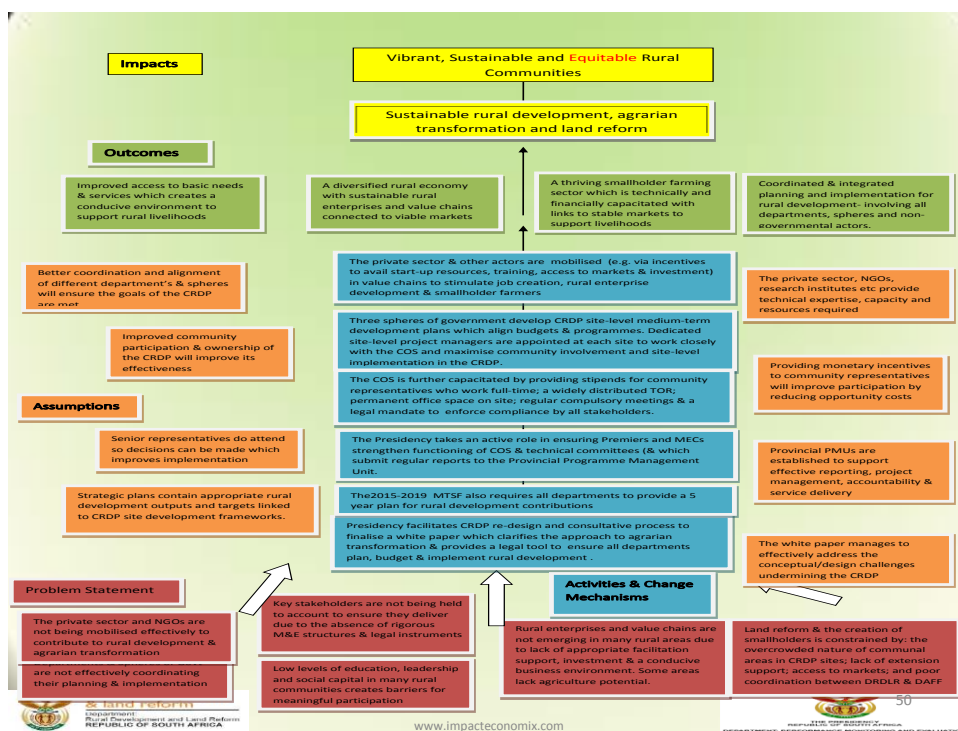 Impacts
Vibrant, Sustainable and Equitable Rural
Communities
Sustainable rural development, agrarian
transformation and land reform
Outcomes
Improved access to basic needs
& services which creates a
conducive environment to
support rural livelihoods
A diversified rural economy
with sustainable rural
enterprises and value chains
connected to viable markets
A thriving smallholder farming
sector which is technically and
financially capacitated with
links to stable markets to
support livelihoods
Coordinated & integrated
planning and implementation for
rural development- involving all
departments, spheres and non-
governmental actors.
The private sector & other actors are mobilised (e.g. via incentives
to avail start-up resources, training, access to markets & investment)
in value chains to stimulate job creation, rural enterprise
development & smallholder farmers
Better coordination and alignment
of different department's & spheres
will ensure the goals of the CRDP
are met
The private sector, NGOs,
research institutes etc provide
technical expertise, capacity and
resources required
Three spheres of government develop CRDP site-level medium-term
development plans which align budgets & programmes. Dedicated
site-level project managers are appointed at each site to work closely
with the COS and maximise community involvement and site-level
implementation in the CRDP.
Improved community
participation & ownership of
the CRDP will improve its
effectiveness
Providing monetary incentives
to community representatives
will improve participation by
reducing opportunity costs
The COS is further capacitated by providing stipends for community
representatives who work full-time; a widely distributed TOR;
permanent office space on site; regular compulsory meetings & a
legal mandate to enforce compliance by all stakeholders.
Assumptions
Senior representatives do attend
so decisions can be made which
improves implementation
The Presidency takes an active role in ensuring Premiers and MECs
strengthen functioning of COS & technical committees (& which
submit regular reports to the Provincial Programme Management
Unit.
Provincial PMUs are
established to support
effective reporting, project
management, accountability &
service delivery
Strategic plans contain appropriate rural
development outputs and targets linked
to CRDP site development frameworks.
The2015-2019 MTSF also requires all departments to provide a 5
year plan for rural development contributions
Presidency facilitates CRDP re-design and consultative process to
finalise a white paper which clarifies the approach to agrarian
transformation & provides a legal tool to ensure all departments
plan, budget & implement rural development .
The white paper manages to
effectively address the
conceptual/design challenges
undermining the CRDP
Activities & Change
Mechanisms
Problem Statement
The private sector and NGOs are
not being mobilised effectively to
contribute to rural development &
agrarian transformation
are not effectively coordinating
their planning & implementation
Key stakeholders are not being held
to account to ensure they deliver
due to the absence of rigorous
M&E structures & legal instruments
Low levels of education, leadership
and social capital in many rural
communities creates barriers for
meaningful participation
Rural enterprises and value chains are
not emerging in many rural areas due
to lack of appropriate facilitation
support, investment & a conducive
business environment. Some areas
lack agriculture potential.
Land reform & the creation of
smallholders is constrained by: the
overcrowded nature of communal
areas in CRDP sites; lack of extension
support; access to markets; and poor
coordination between DRDLR & DAFF
50
& land reform
Department:
Rural Development and Land Reform
REPUBLIC OF SOUTH AFRICA
www.impacteconomix.com
THE PRESIDENCY
REPUBLIC OF SOUTH AFRICA
DEPARTMENT: PERFORMANCE MONITORING AND